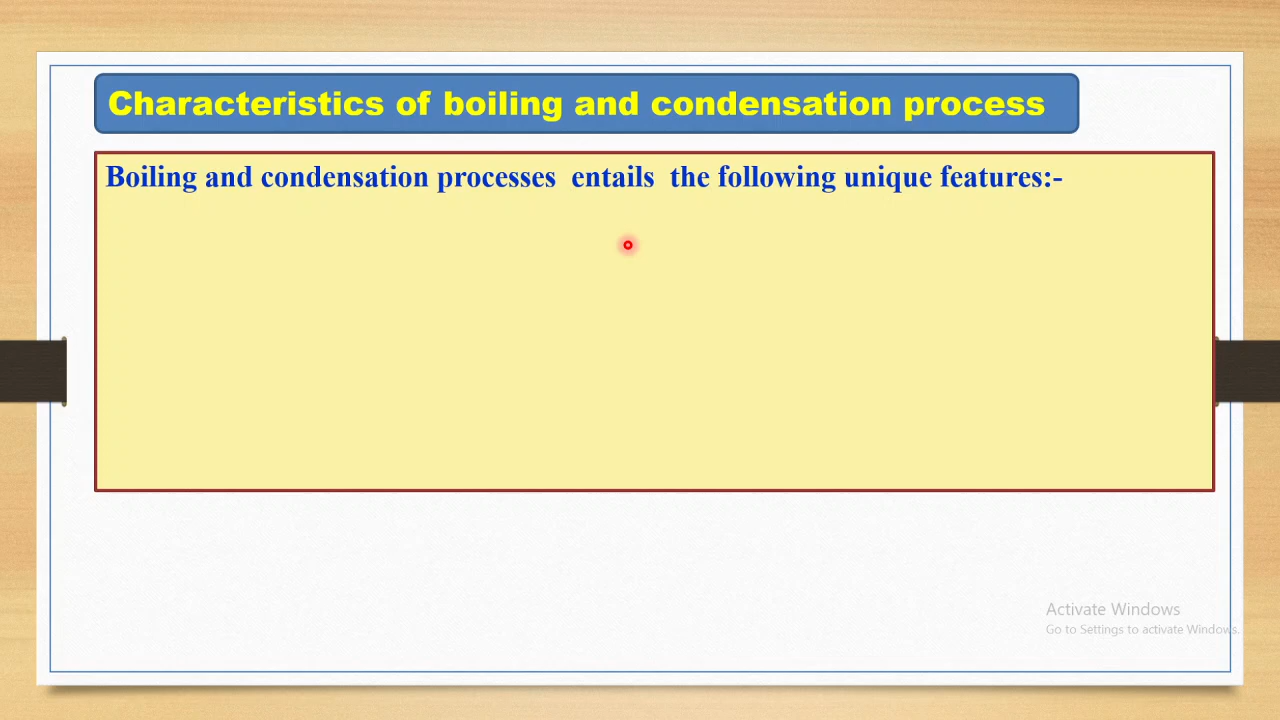 Characteristics of boiling and condensation process
Boiling and condensation processes entails the following unique features:-
Activate Windows
Go to Settings to activate Windows.